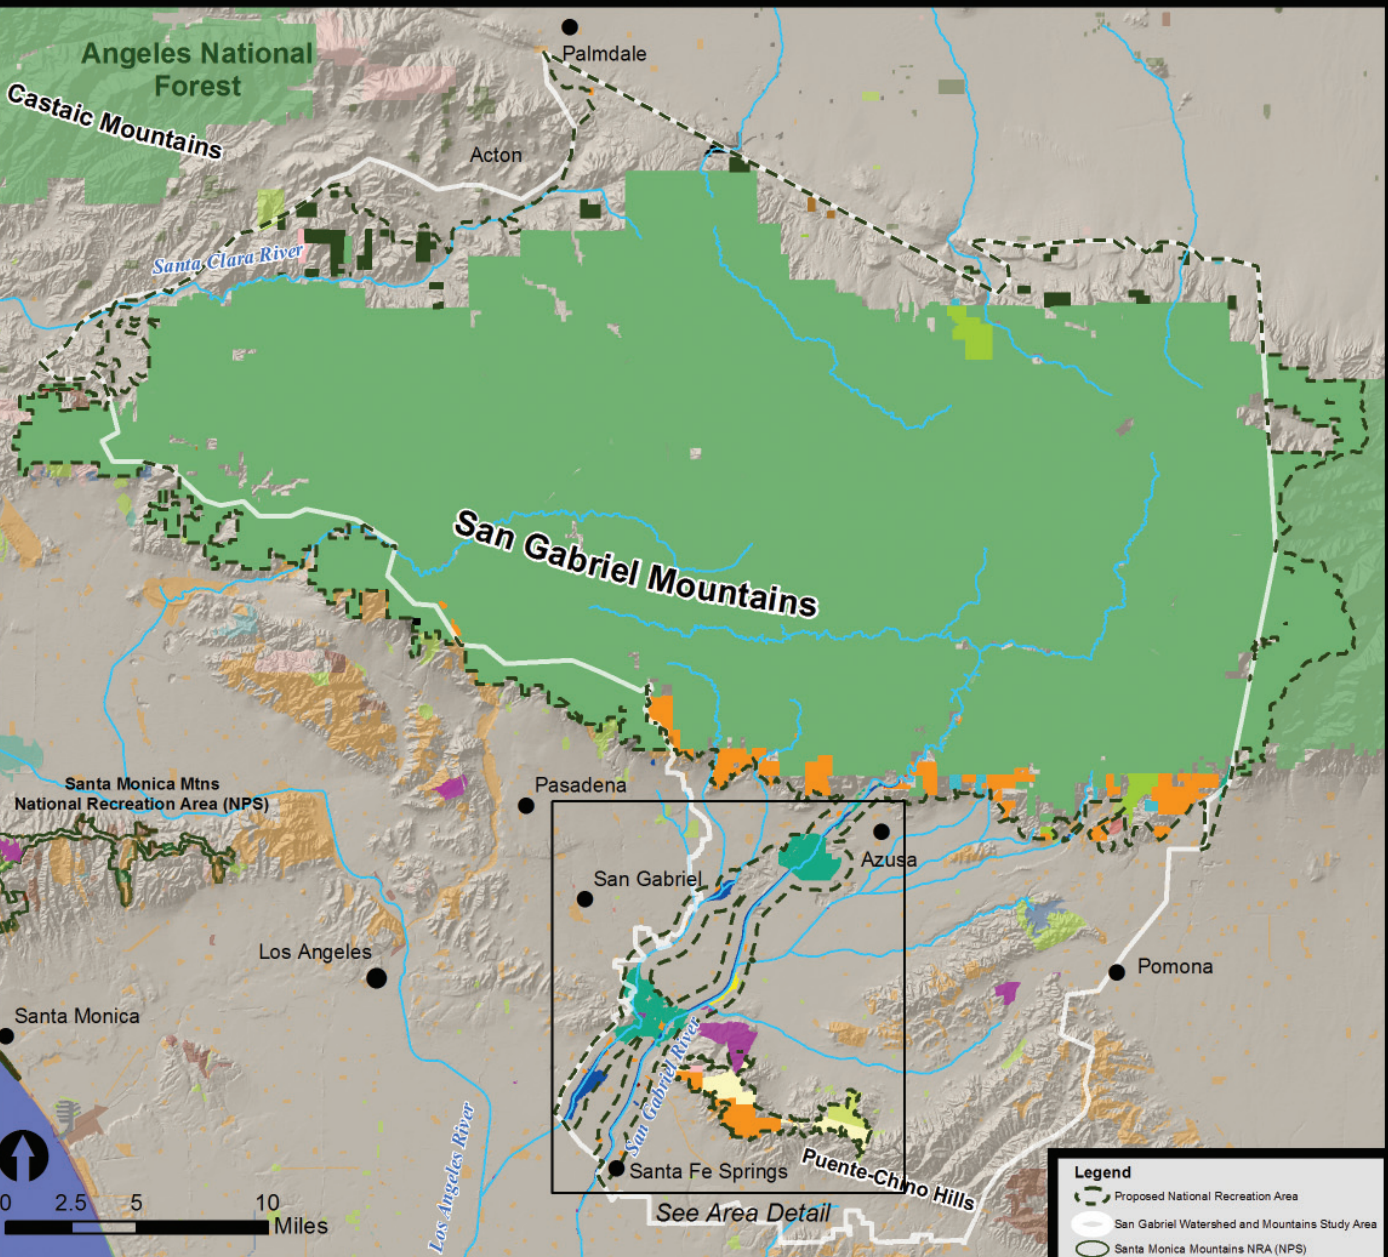 Palmdale
Angeles National
Forest
Castaic Mountains
Acton
Santa Clara River
San Gabriel Mountains
Santa Monica Mtns
National Recreation Area (NPS)
Pasadena
Azusa
San Gabriel
Los Angeles
Pomona
Santa Monica
San Gabriel River
Los Angeles River
Santa Fe Springs
Puente-Chino Hills
See Area Detail
0 2.5 5 10
Miles
Legend
Proposed National Recreation Area
San Gabriel Watershed and Mountains Study Area
Santa Monica Mountains NRA (NPS)